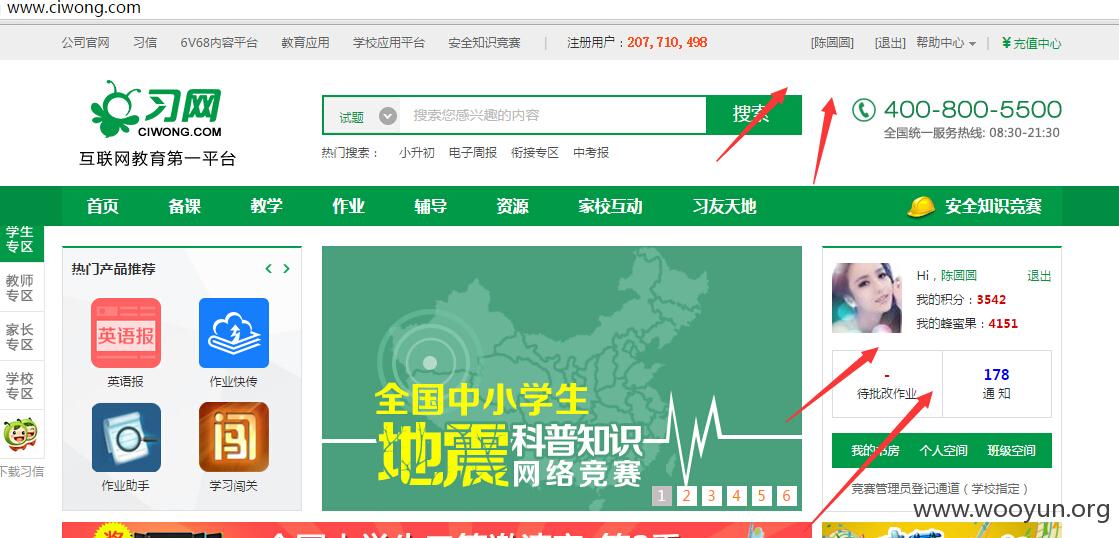 www.ciwong.com
公司官网 习信 6V68内容平台 教育应用 学校应用平台 安全知识竞赛 | 注册用户：207,710,498 [陈圆圆] [退出] 帮助中心 | ¥充值中心
习网
CIWONG.COM
互联网教育第一平台
试题 搜索您感兴趣的内容 搜索
热门搜索： 小升初 电子周报 衔接专区 中考报
400-800-5500
全国统一服务热线: 08:30-21:30
首页 备课 教学 作业 辅导 资源 家校互动 习友天地 安全知识竞赛
学生
专区
教师
专区
家长
专区
学校
专区
下载习信
热门产品推荐
英语报
英语报
作业快传
作业助手
闯
学习闯关
全国中小学生
地震科普知识
网络竞赛
1 2 3 4 5 6
Hi，陈圆圆 退出
我的积分：3542
我的蜂蜜果：4151
-
待批改作业
178
通 知
我的书房 个人空间 班级空间
竞赛管理员登记通道（学校指定）
www.wooyun.org
奖